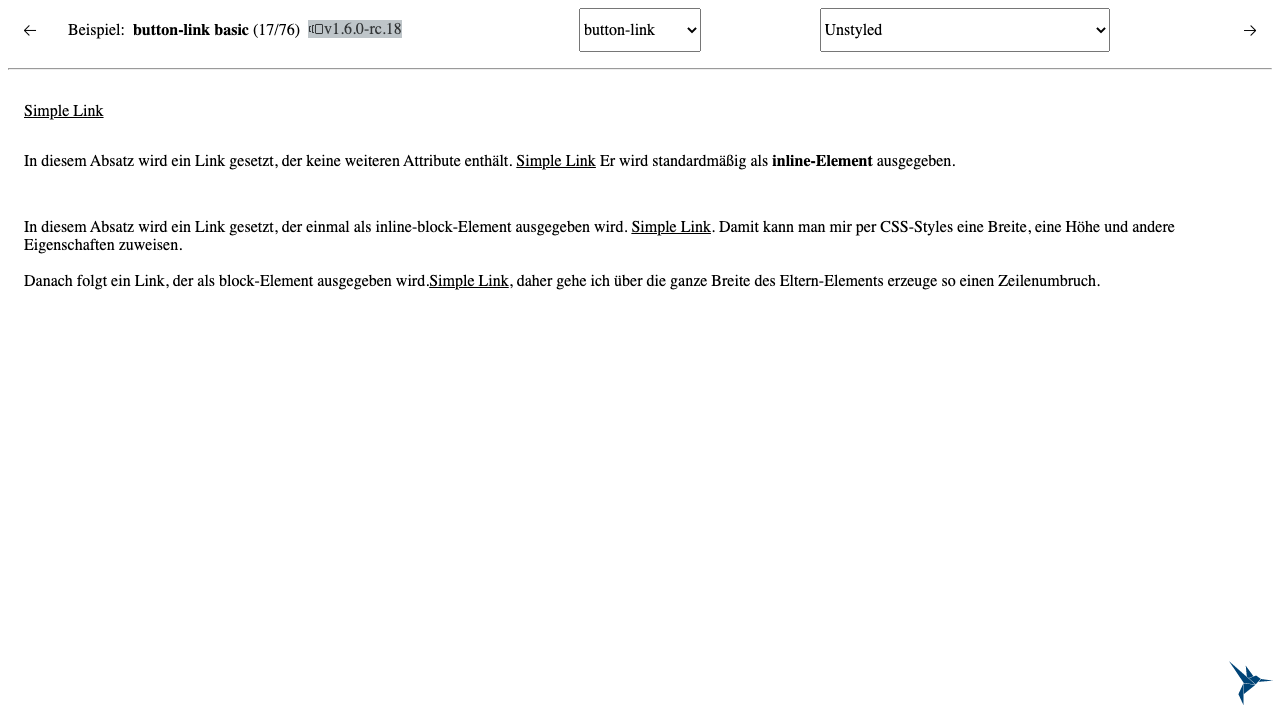 ← Beispiel: button-link basic (17/76) v1.6.0-rc.18 button-link Unstyled →
Simple Link
In diesem Absatz wird ein Link gesetzt, der keine weiteren Attribute enthält. Simple Link Er wird standardmäßig als inline-Element ausgegeben.
In diesem Absatz wird ein Link gesetzt, der einmal als inline-block-Element ausgegeben wird. Simple Link. Damit kann man mir per CSS-Styles eine Breite, eine Höhe und andere
Eigenschaften zuweisen.
Danach folgt ein Link, der als block-Element ausgegeben wird.Simple Link, daher gehe ich über die ganze Breite des Eltern-Elements erzeuge so einen Zeilenumbruch.